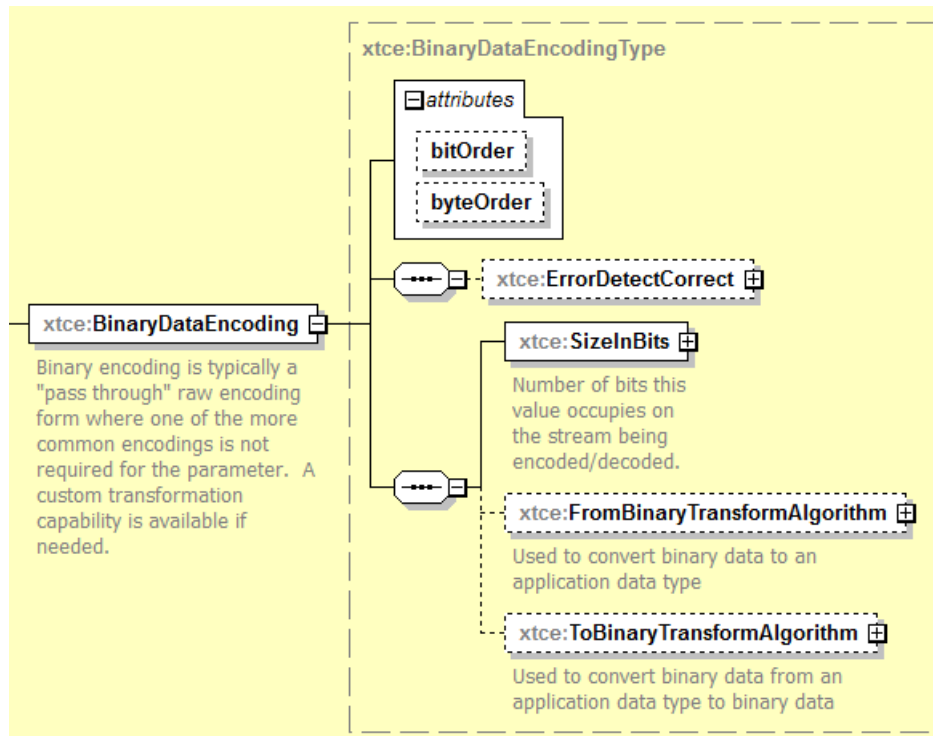 xtce:BinaryDataEncodingType
attributes
bitOrder
byteOrder
xtce:ErrorDetectCorrect
xtce:BinaryDataEncoding
Binary encoding is typically a
"pass through" raw encoding
form where one of the more
common encodings is not
required for the parameter.  A
custom transformation
capability is available if
needed.
xtce:SizeInBits
Number of bits this
value occupies on
the stream being
encoded/decoded.
xtce:FromBinaryTransformAlgorithm
Used to convert binary data to an
application data type
xtce:ToBinaryTransformAlgorithm
Used to convert binary data from an
application data type to binary data